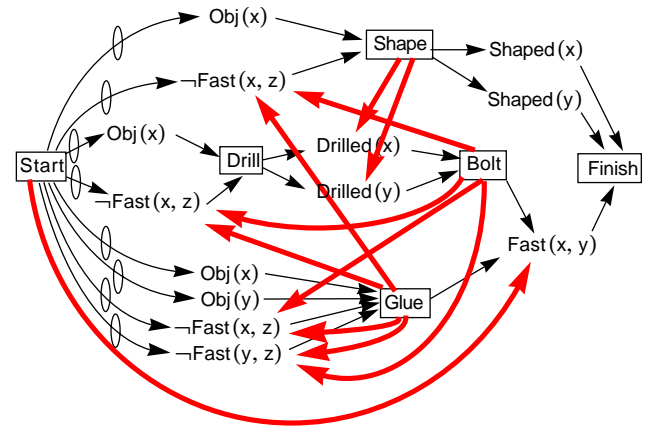 Obj(x)
Shape
Shaped(x)
¬Fast(x, z)
Shaped(y)
Obj(x)
Drilled(x)
Start
Drill
Bolt
Finish
Drilled(y)
¬Fast(x, z)
Fast(x, y)
Obj(x)
Obj(y)
Glue
¬Fast(x, z)
¬Fast(y, z)